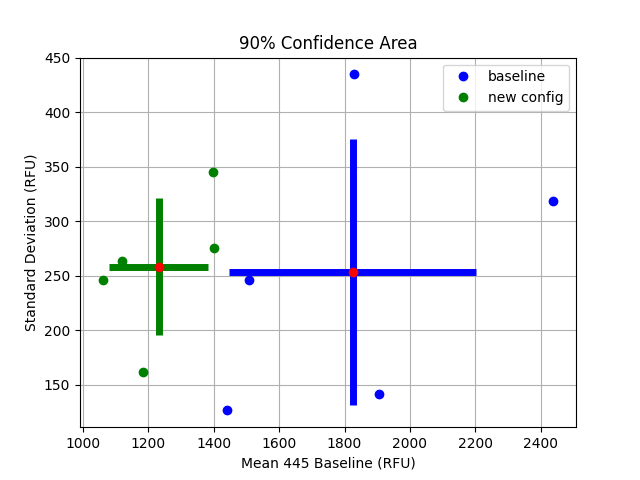 90% Confidence Area
450
400
350
300
250
200
150
Standard Deviation (RFU)
baseline
new config
1000 1200 1400 1600 1800 2000 2200 2400
Mean 445 Baseline (RFU)